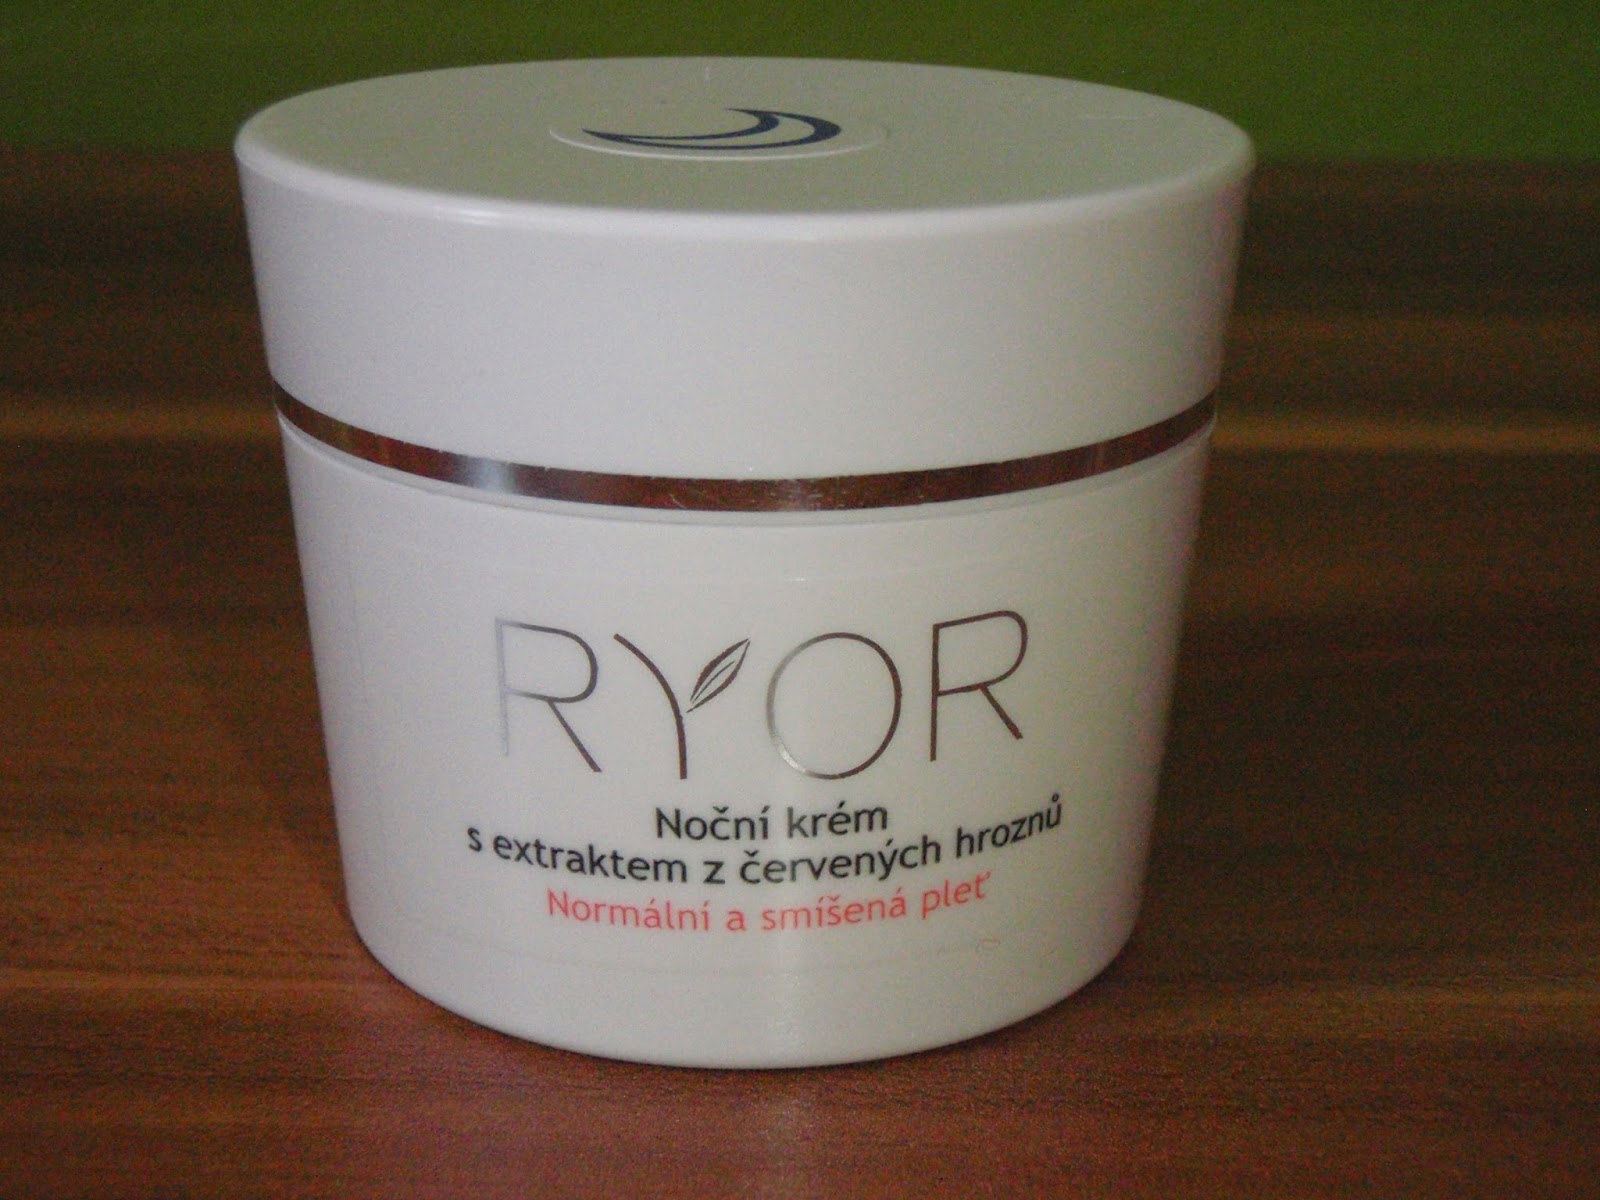 RYOR
Noční krém
s extraktem z červených hroznů
Normální a smíšená pleť